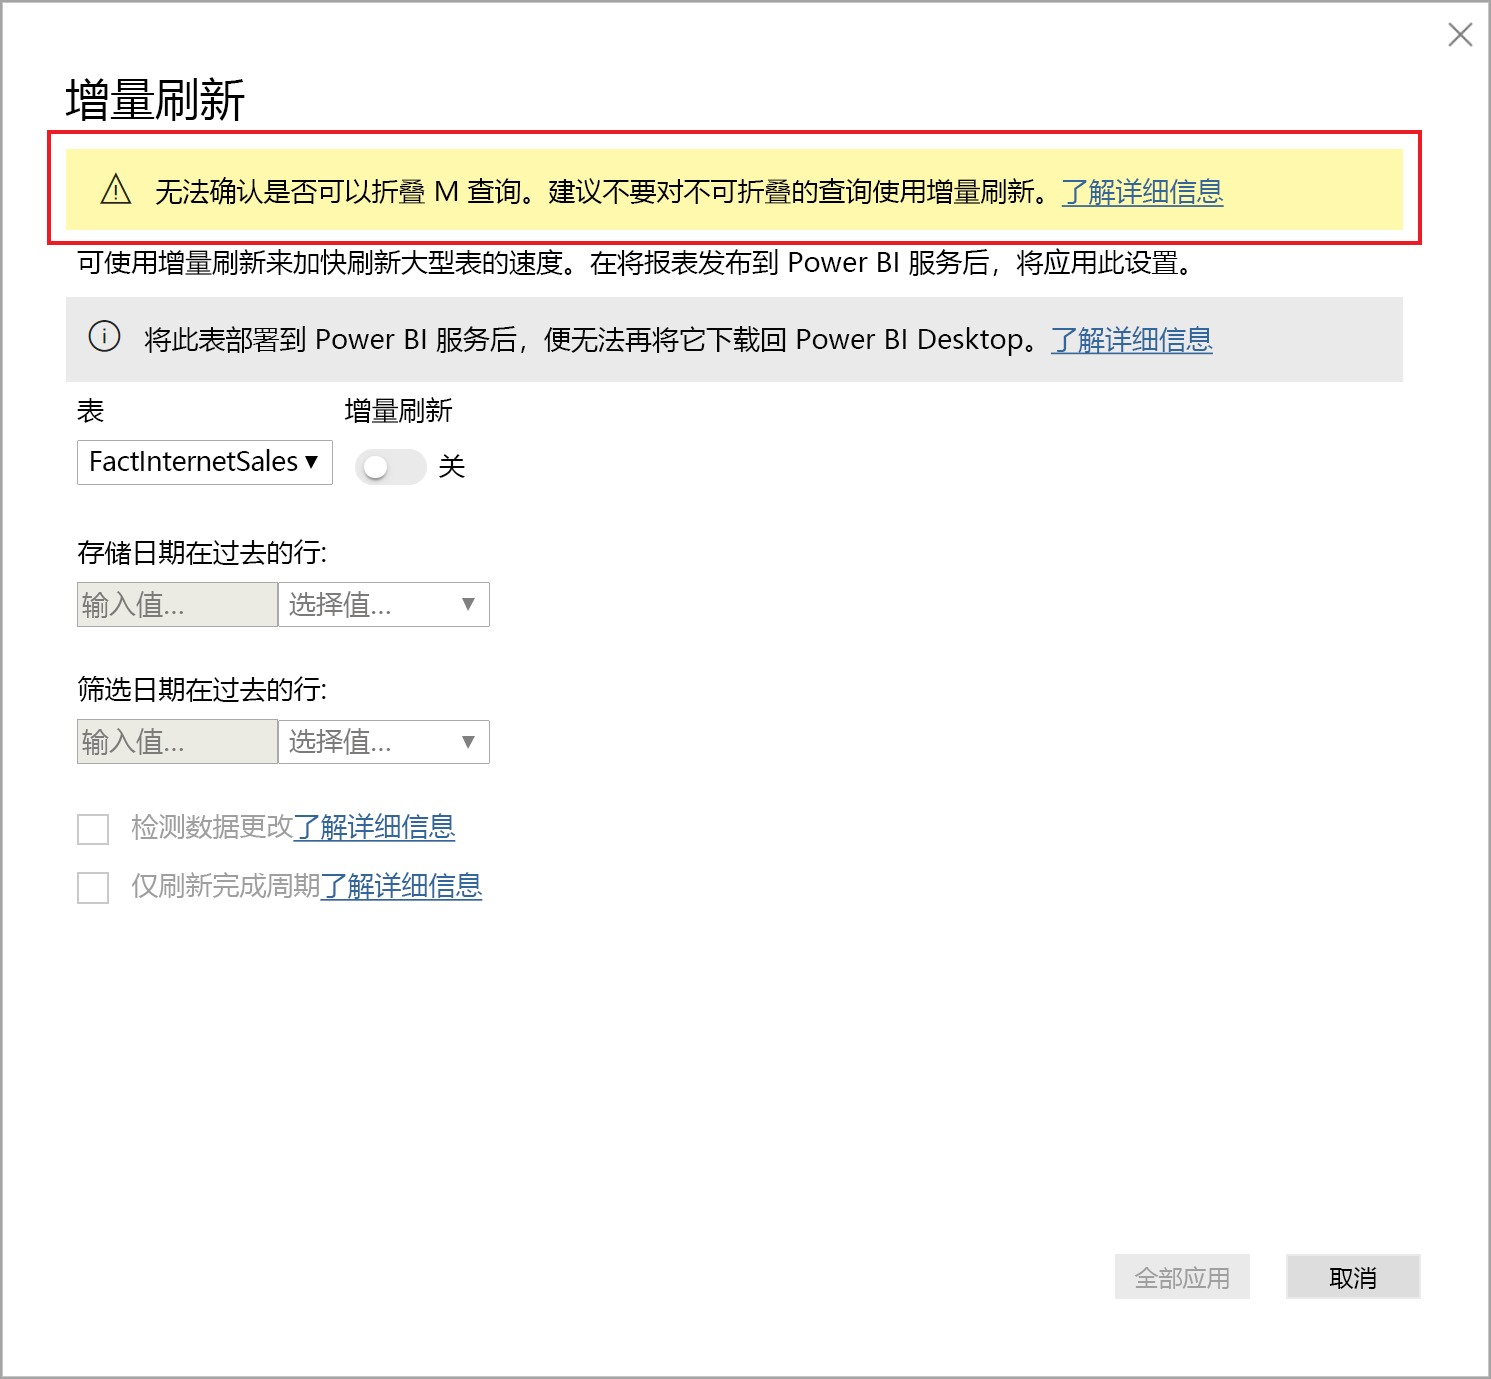 增量刷新
无法确认是否可以折叠 M 查询。建议不要对不可折叠的查询使用增量刷新。了解详细信息
可使用增量刷新来加快刷新大型表的速度。在将报表发布到 Power BI 服务后，将应用此设置。
将此表部署到 Power BI 服务后，便无法再将它下载回 Power BI Desktop。了解详细信息
表 增量刷新
FactInternetSales 关
存储日期在过去的行:
输入值... 选择值...
筛选日期在过去的行:
输入值... 选择值...
检测数据更改了解详细信息
仅刷新完成周期了解详细信息
全部应用 取消